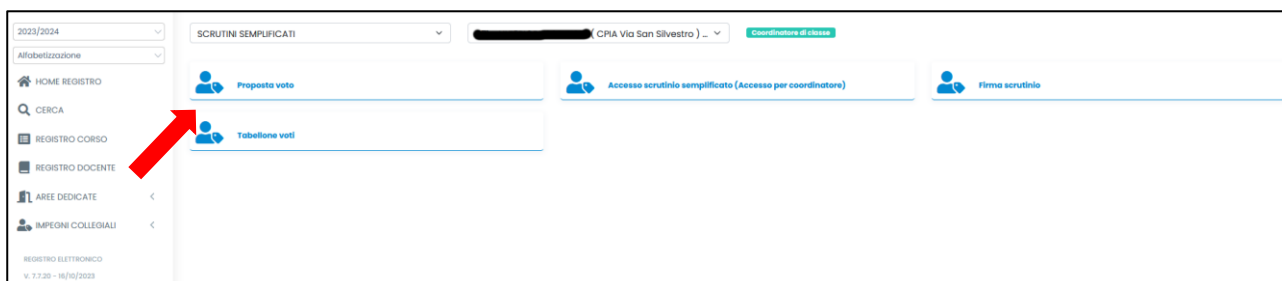 2023/2024
Alfabetizzazione
HOME REGISTRO
CERCA
REGISTRO CORSO
REGISTRO DOCENTE
AREE DEDICATE
IMPEGNI COLLEGIALI
REGISTRO ELETTRONICO
V. 7.7.20 - 16/10/2023
SCRUTINI SEMPLIFICATI
( CPIA Via San Silvestro ) ...
Coordinatore di classe
Proposta voto
Accesso scrutinio semplificato (Accesso per coordinatore)
Firma scrutinio
Tabellone voti